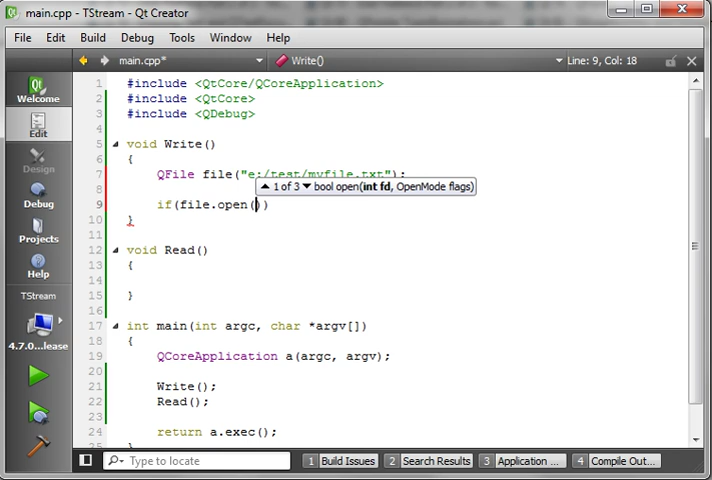 main.cpp - TStream - Qt Creator
File Edit Build Debug Tools Window Help
main.cpp* Write() Line: 9, Col: 18
Qt
Welcome
Edit
Design
Debug
Projects
Help
TStream
4.7.0...lease
1 #include <QtCore/QCoreApplication>
2 #include <QtCore>
3 #include <QDebug>
4
5 void Write()
6 {
7 QFile file("e:/test/myfile.txt");
1 of 3 bool open(int fd, OpenMode flags)
8
9 if(file.open())
10 }
11
12 void Read()
13 {
14
15 }
16
17 int main(int argc, char *argv[])
18 {
19 QCoreApplication a(argc, argv);
20
21 Write();
22 Read();
23
24 return a.exec();
25 }
Type to locate 1 Build Issues 2 Search Results 3 Application ... 4 Compile Out...